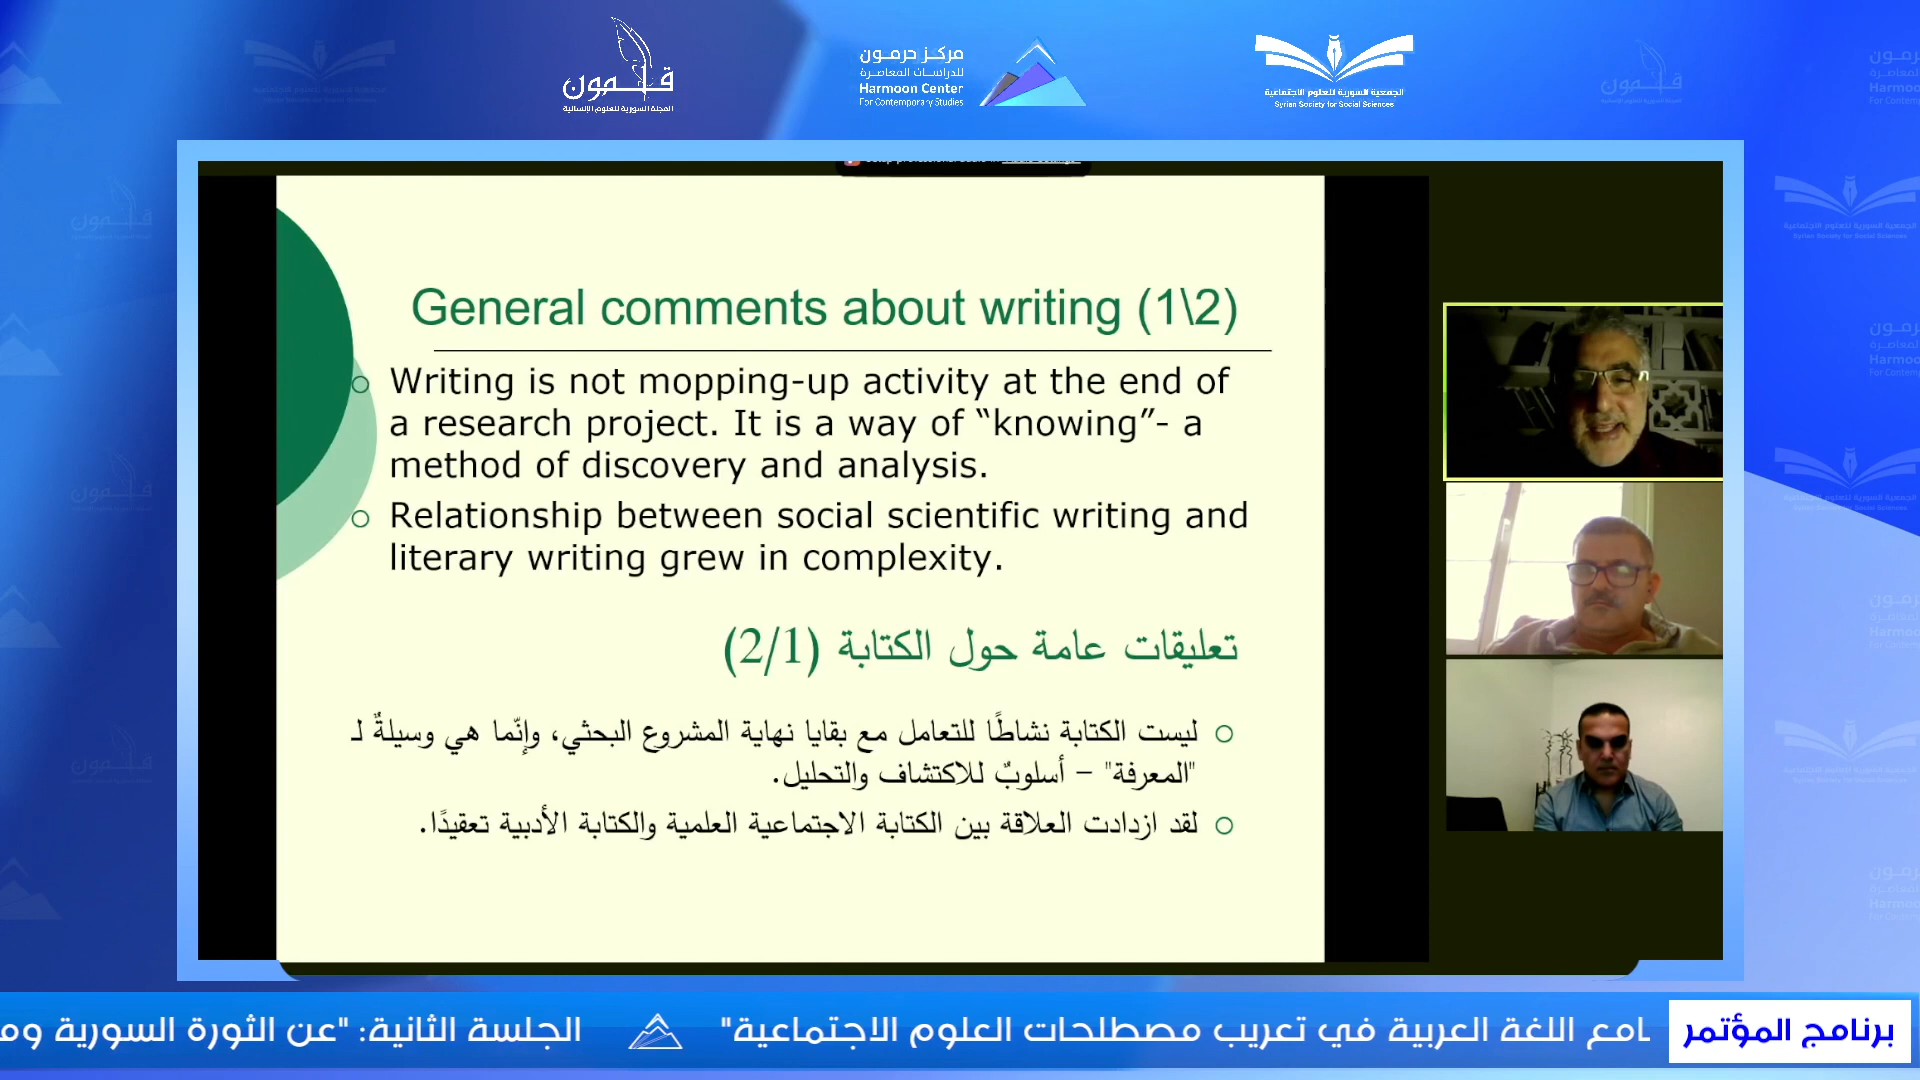 قلمون
المجلة السورية للعلوم الإنسانية
مركز حرمون
للدراسات المعاصرة
Harmoon Center
For Contemporary Studies
الجمعية السورية للعلوم الاجتماعية
Syrian Society for Social Sciences
General comments about writing (1\2)
Writing is not mopping-up activity at the end of
a research project. It is a way of “knowing”- a
method of discovery and analysis.
Relationship between social scientific writing and
literary writing grew in complexity.
تعليقات عامة حول الكتابة (2/1)
ليست الكتابة نشاطًا للتعامل مع بقايا نهاية المشروع البحثي، وإنّما هي وسيلةٌ لـ
"المعرفة" – أسلوبٌ للاكتشاف والتحليل.
لقد ازدادت العلاقة بين الكتابة الاجتماعية العلمية والكتابة الأدبية تعقيدًا.
برنامج المؤتمر
ـامع اللغة العربية في تعريب مصطلحات العلوم الاجتماعية" الجلسة الثانية: "عن الثورة السورية ومـ